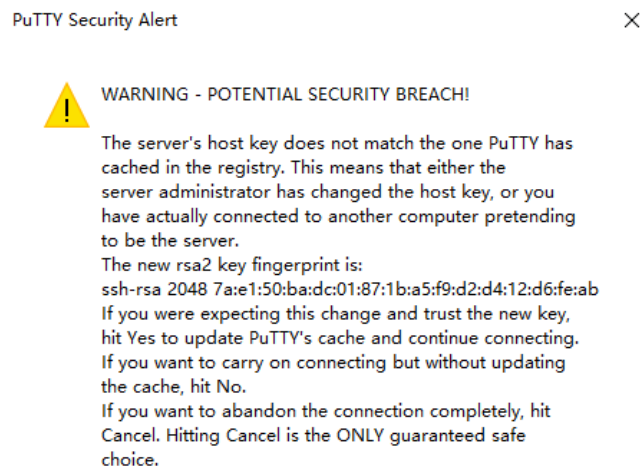 PuTTY Security Alert
WARNING - POTENTIAL SECURITY BREACH!
The server's host key does not match the one PuTTY has
cached in the registry. This means that either the
server administrator has changed the host key, or you
have actually connected to another computer pretending
to be the server.
The new rsa2 key fingerprint is:
ssh-rsa 2048 7a:e1:50:ba:dc:01:87:1b:a5:f9:d2:d4:12:d6:fe:ab
If you were expecting this change and trust the new key,
hit Yes to update PuTTY's cache and continue connecting.
If you want to carry on connecting but without updating
the cache, hit No.
If you want to abandon the connection completely, hit
Cancel. Hitting Cancel is the ONLY guaranteed safe
choice.